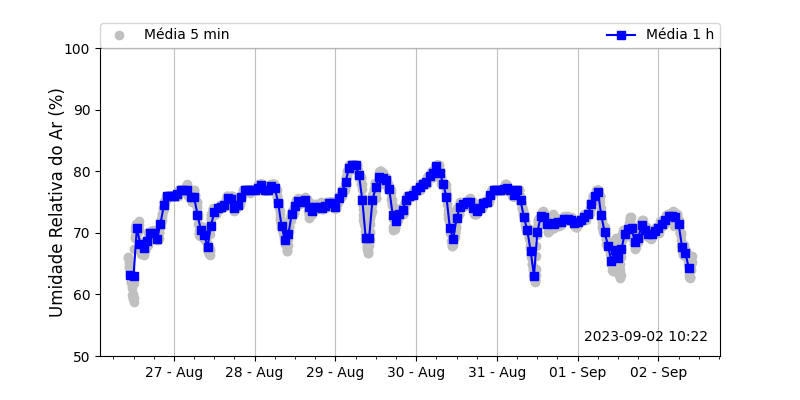 Média 5 min Média 1 h
100
90
80
70
60
50
Umidade Relativa do Ar (%)
2023-09-02 10:22
27 - Aug 28 - Aug 29 - Aug 30 - Aug 31 - Aug 01 - Sep 02 - Sep